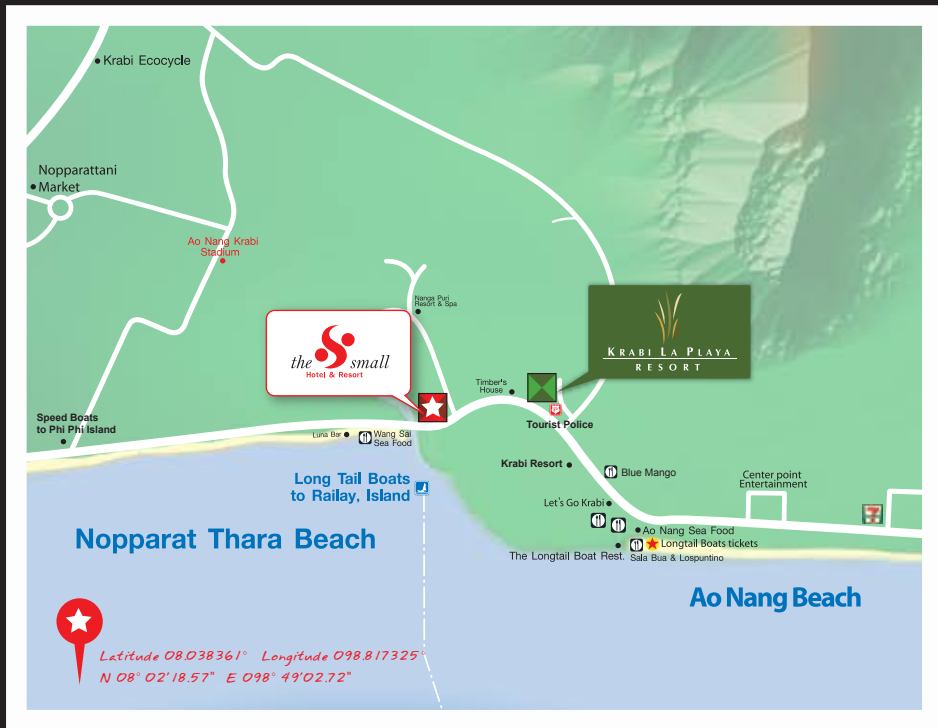 Krabi Ecocycle
Nopparattani
Market
Ao Nang Krabi
Stadium
Nanga Puri
Resort & Spa
the small
Hotel & Resort
KRABI LA PLAYA
RESORT
Timber's
House
Tourist Police
Speed Boats
to Phi Phi Island
Luna Bar
Wang Sai
Sea Food
Krabi Resort
Blue Mango
Long Tail Boats
to Railay, Island
Let's Go Krabi
Center point
Entertainment
7
Ao Nang Sea Food
Longtail Boats tickets
The Longtail Boat Rest.
Sala Bua & Lospuntino
Nopparat Thara Beach
Ao Nang Beach
Latitude 08.038361° Longitude 098.817325°
N 08° 02'18.57" E 098° 49'02.72"